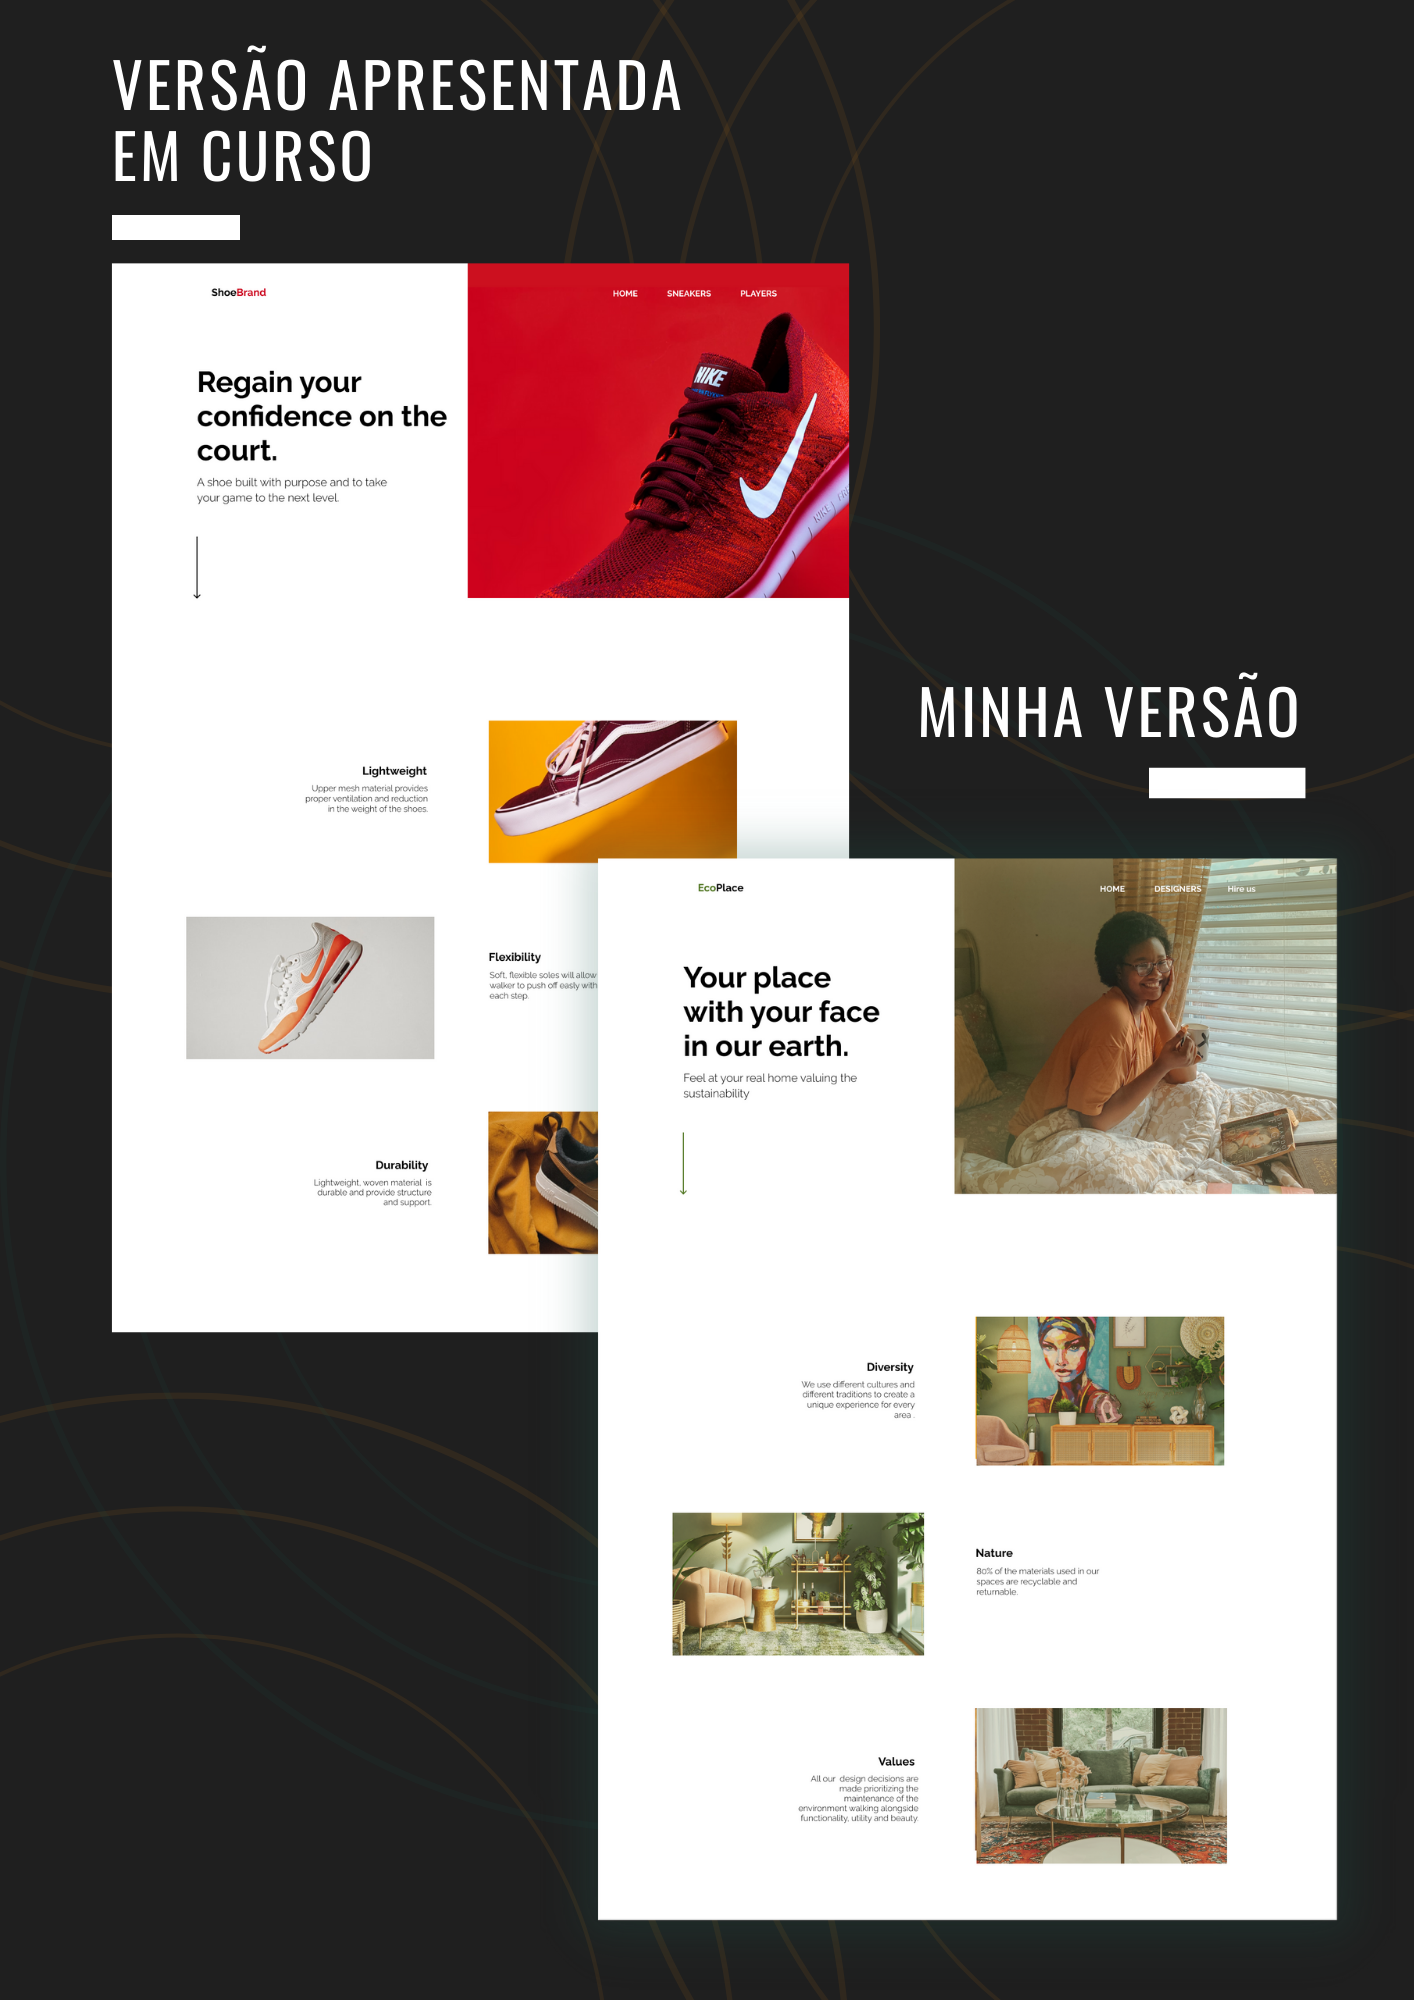 VERSÃO APRESENTADA
EM CURSO
ShoeBrand
HOME SNEAKERS PLAYERS
Regain your
confidence on the
court.
A shoe built with purpose and to take
your game to the next level.
NIKE
Lightweight
Upper mesh material provides
proper ventilation and reduction
in the weight of the shoes.
Flexibility
Soft, flexible soles will allow
walker to push off easly with
each step.
Durability
Lightweight, woven material is
durable and provide structure
and support.
MINHA VERSÃO
EcoPlace
HOME DESIGNERS Hire us
Your place
with your face
in our earth.
Feel at your real home valuing the
sustainability
Diversity
We use different cultures and
different traditions to create a
unique experience for every
area .
Nature
80% of the materials used in our
spaces are recyclable and
returnable.
Values
All our design decisions are
made prioritizing the
maintenance of the
environment walking alongside
functionality, utility and beauty.